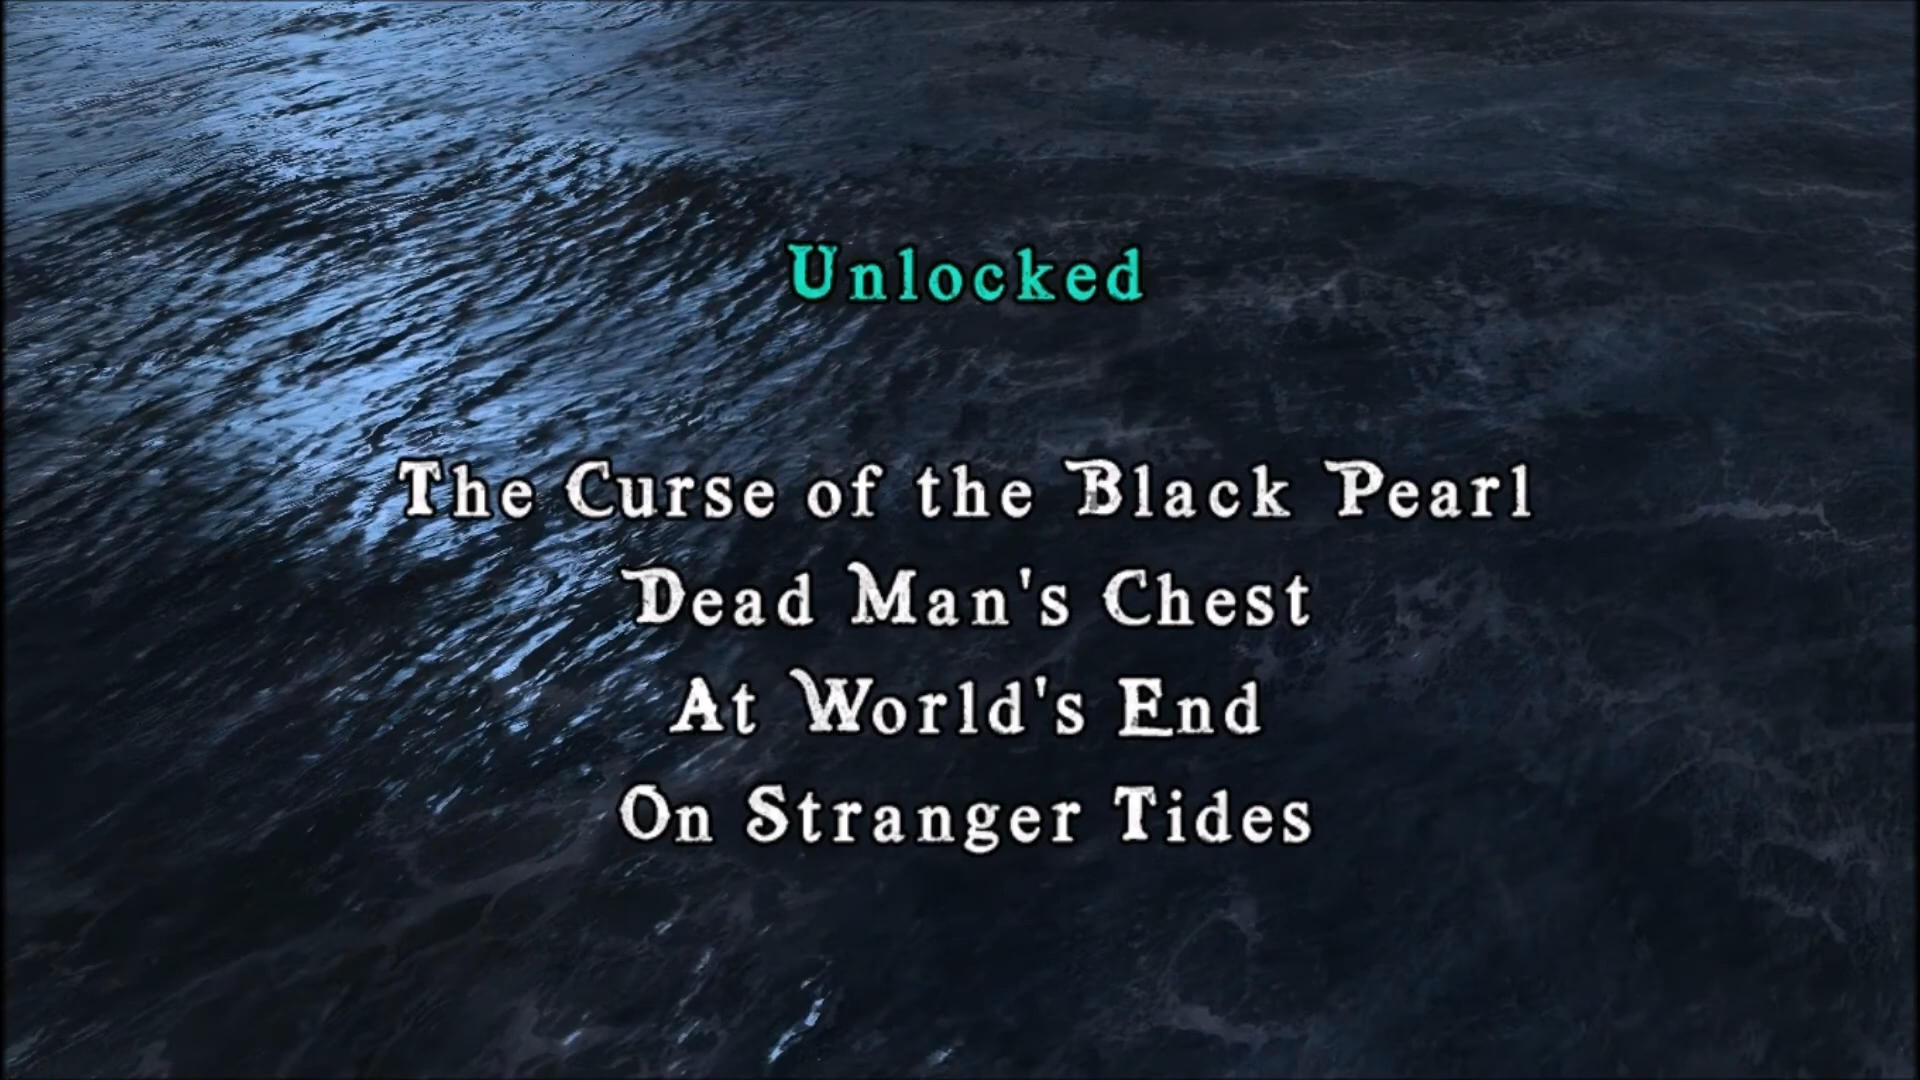 Unlocked
The Curse of the Black Pearl
Dead Man's Chest
At World's End
On Stranger Tides